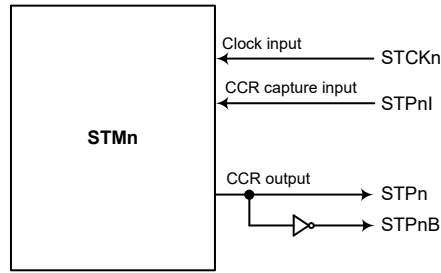 Clock input
STCKn
CCR capture input
STPnI
STMn
CCR output
STPn
STPnB